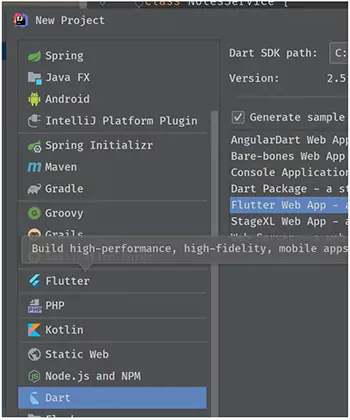 class NotesService {
New Project
Spring
Java FX
Android
IntelliJ Platform Plugin
Spring Initializr
Maven
Gradle
Groovy
Grails
Build high-performance, high-fidelity, mobile apps
Flutter
PHP
Kotlin
Static Web
Node.js and NPM
Dart
Dart SDK path: C:
Version: 2.5
Generate sample
AngularDart Web App
Bare-bones Web App
Console Application
Dart Package - a st
Flutter Web App - a
StageXL Web App - a